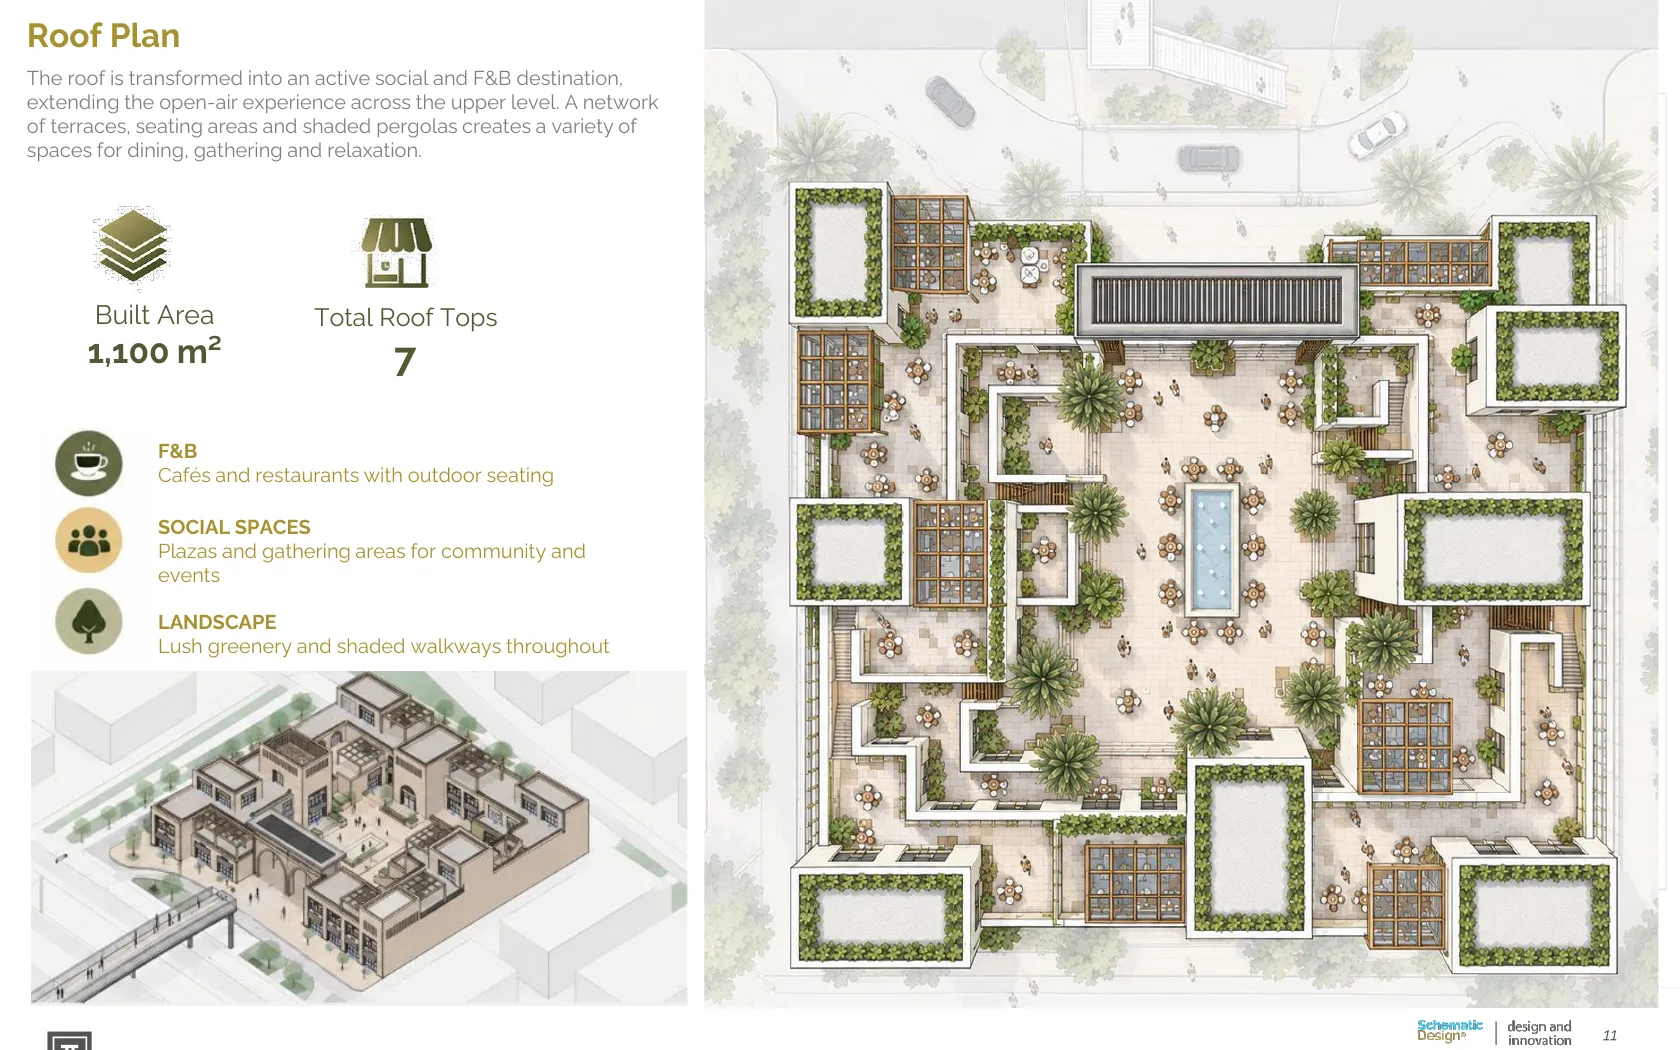 Roof Plan
The roof is transformed into an active social and F&B destination,
extending the open-air experience across the upper level. A network
of terraces, seating areas and shaded pergolas creates a variety of
spaces for dining, gathering and relaxation.
Built Area
1,100 m²
Total Roof Tops
7
F&B
Cafés and restaurants with outdoor seating
SOCIAL SPACES
Plazas and gathering areas for community and
events
LANDSCAPE
Lush greenery and shaded walkways throughout
Schematic
Design®
design and
innovation
11